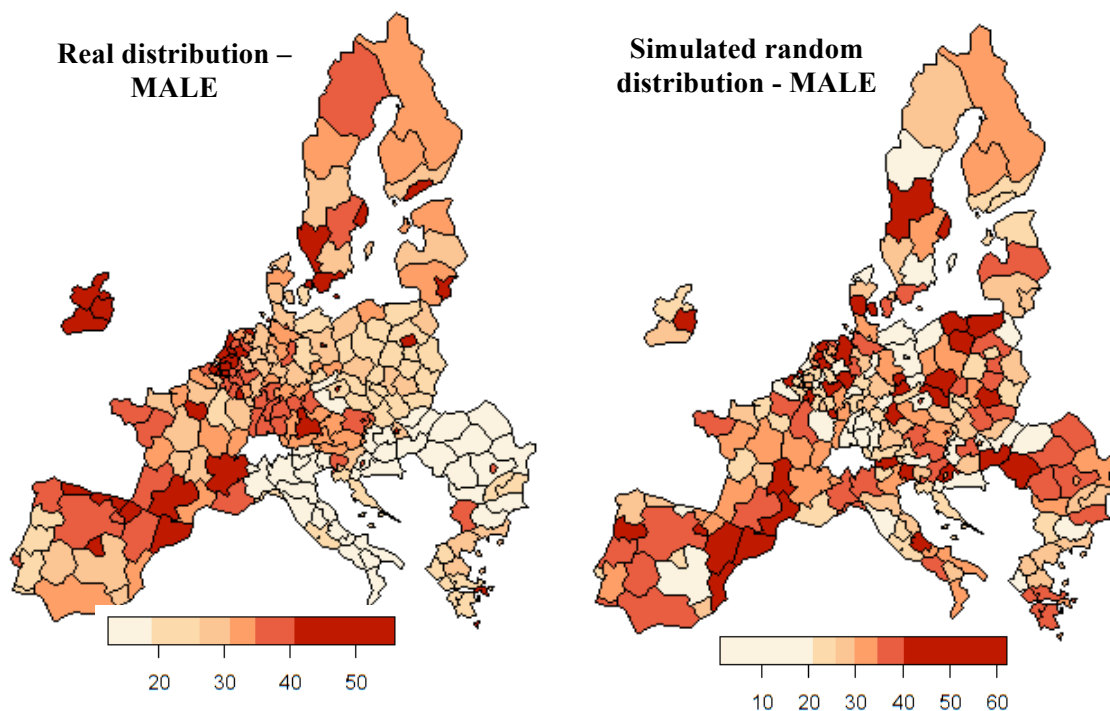 Real distribution –
MALE
Simulated random
distribution - MALE
20 30 40 50
10 20 30 40 50 60